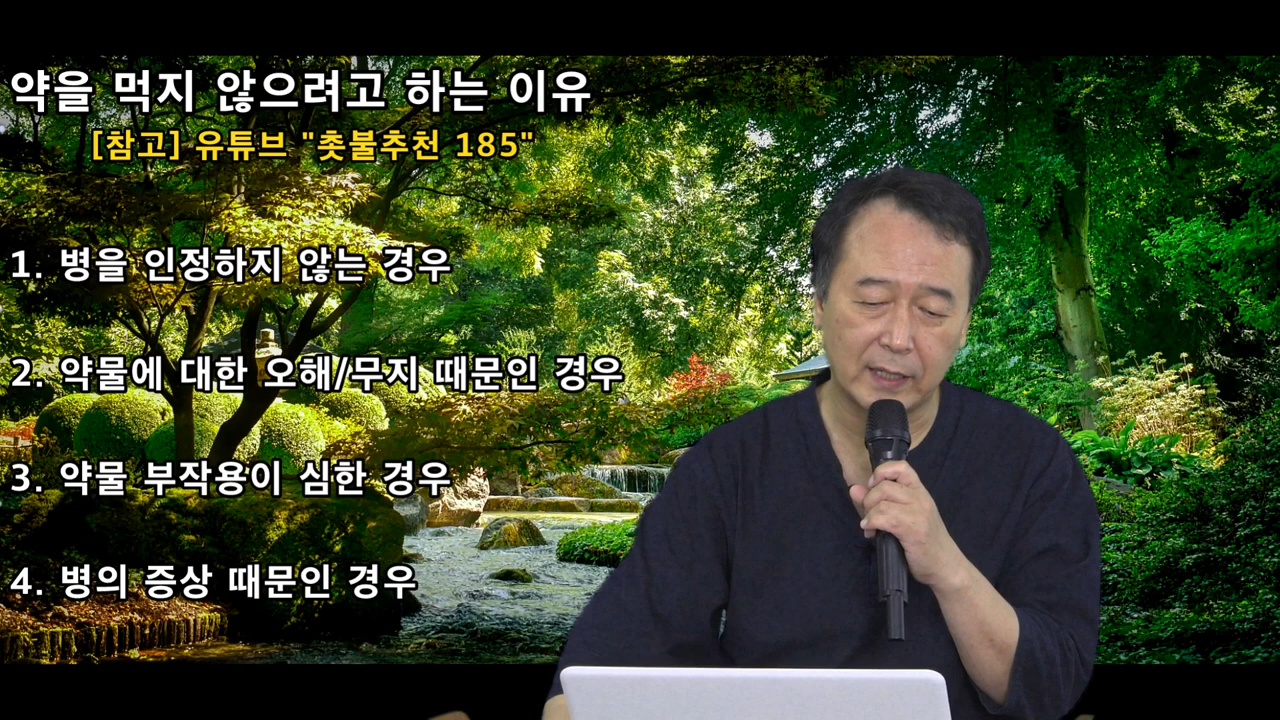 약을 먹지 않으려고 하는 이유
[참고] 유튜브 "촛불추천 185"
1. 병을 인정하지 않는 경우
2. 약물에 대한 오해/무지 때문인 경우
3. 약물 부작용이 심한 경우
4. 병의 증상 때문인 경우